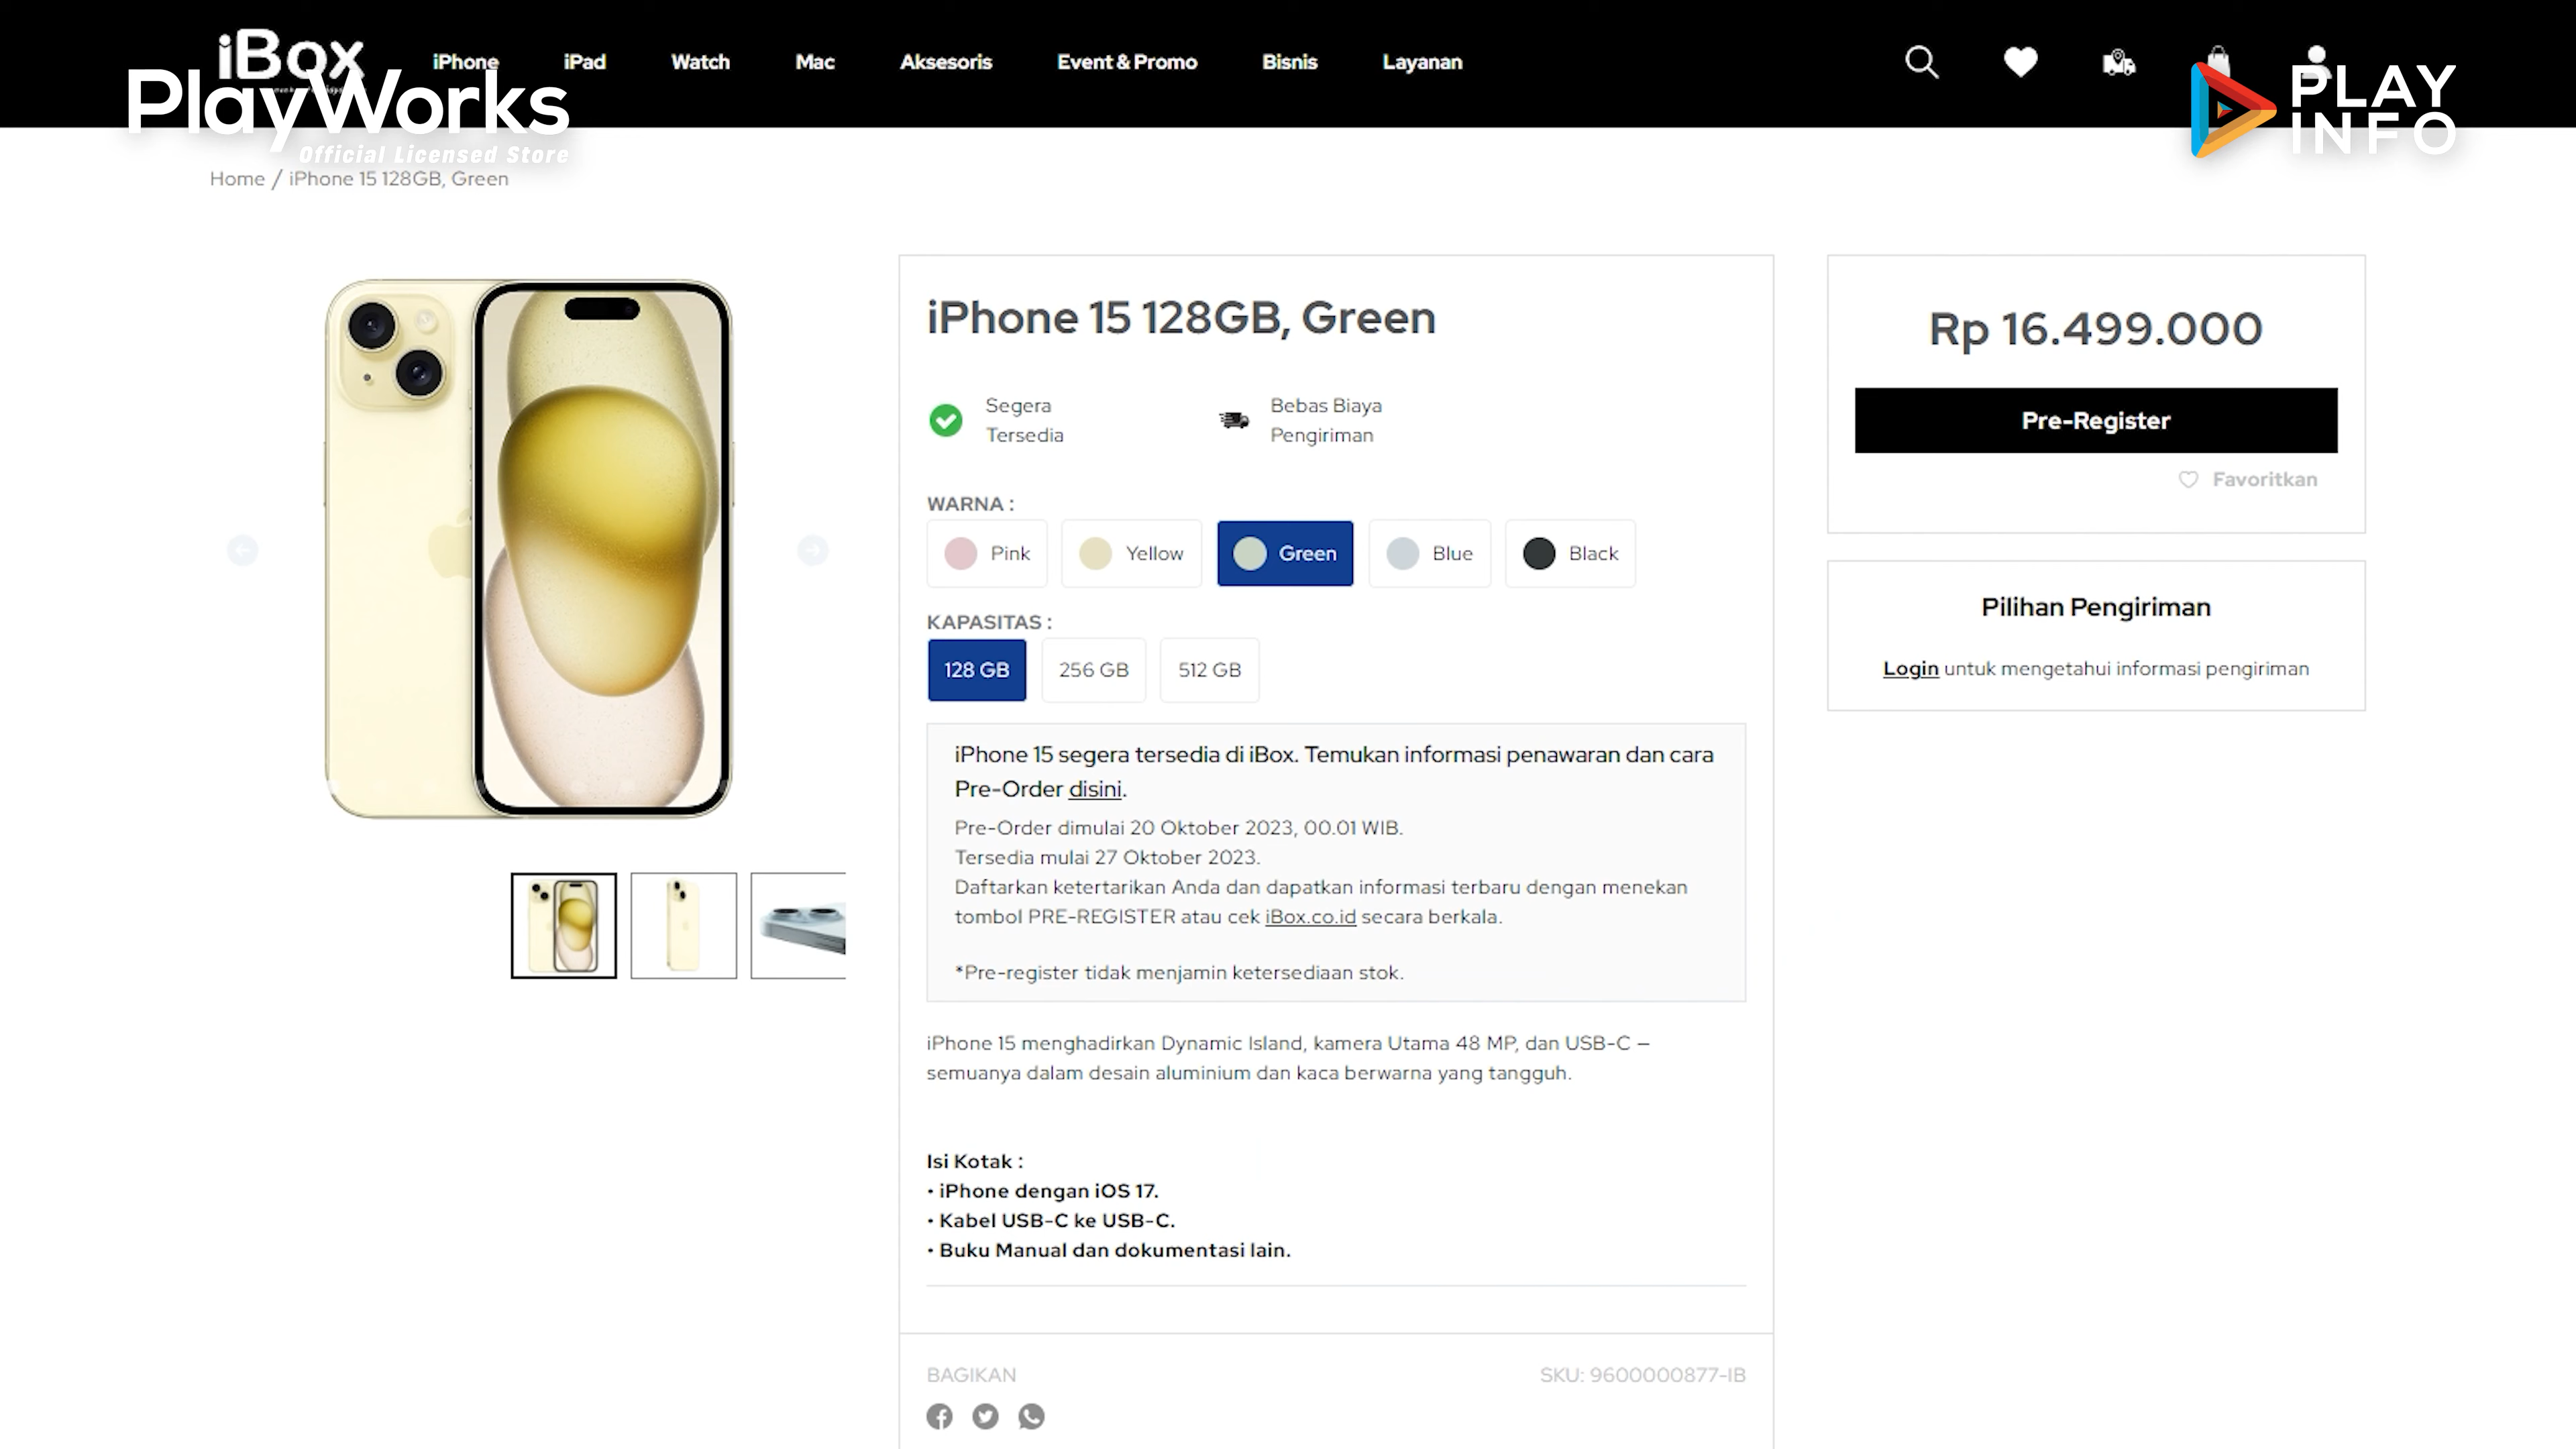 iBox
iPhone
iPad
Watch
Mac
Aksesoris
Event & Promo
Bisnis
Layanan
PlayWorks
Official Licensed Store
PLAY
INFO
Home / iPhone 15 128GB, Green
iPhone 15 128GB, Green
Segera
Tersedia
Bebas Biaya
Pengiriman
WARNA :
Pink
Yellow
Green
Blue
Black
KAPASITAS :
128 GB
256 GB
512 GB
iPhone 15 segera tersedia di iBox. Temukan informasi penawaran dan cara
Pre-Order disini.
Pre-Order dimulai 20 Oktober 2023, 00.01 WIB.
Tersedia mulai 27 Oktober 2023.
Daftarkan ketertarikan Anda dan dapatkan informasi terbaru dengan menekan
tombol PRE-REGISTER atau cek iBox.co.id secara berkala.
*Pre-register tidak menjamin ketersediaan stok.
iPhone 15 menghadirkan Dynamic Island, kamera Utama 48 MP, dan USB-C –
semuanya dalam desain aluminium dan kaca berwarna yang tangguh.
Isi Kotak :
• iPhone dengan iOS 17.
• Kabel USB-C ke USB-C.
• Buku Manual dan dokumentasi lain.
BAGIKAN
SKU: 9600000877-IB
Rp 16.499.000
Pre-Register
Favoritkan
Pilihan Pengiriman
Login untuk mengetahui informasi pengiriman